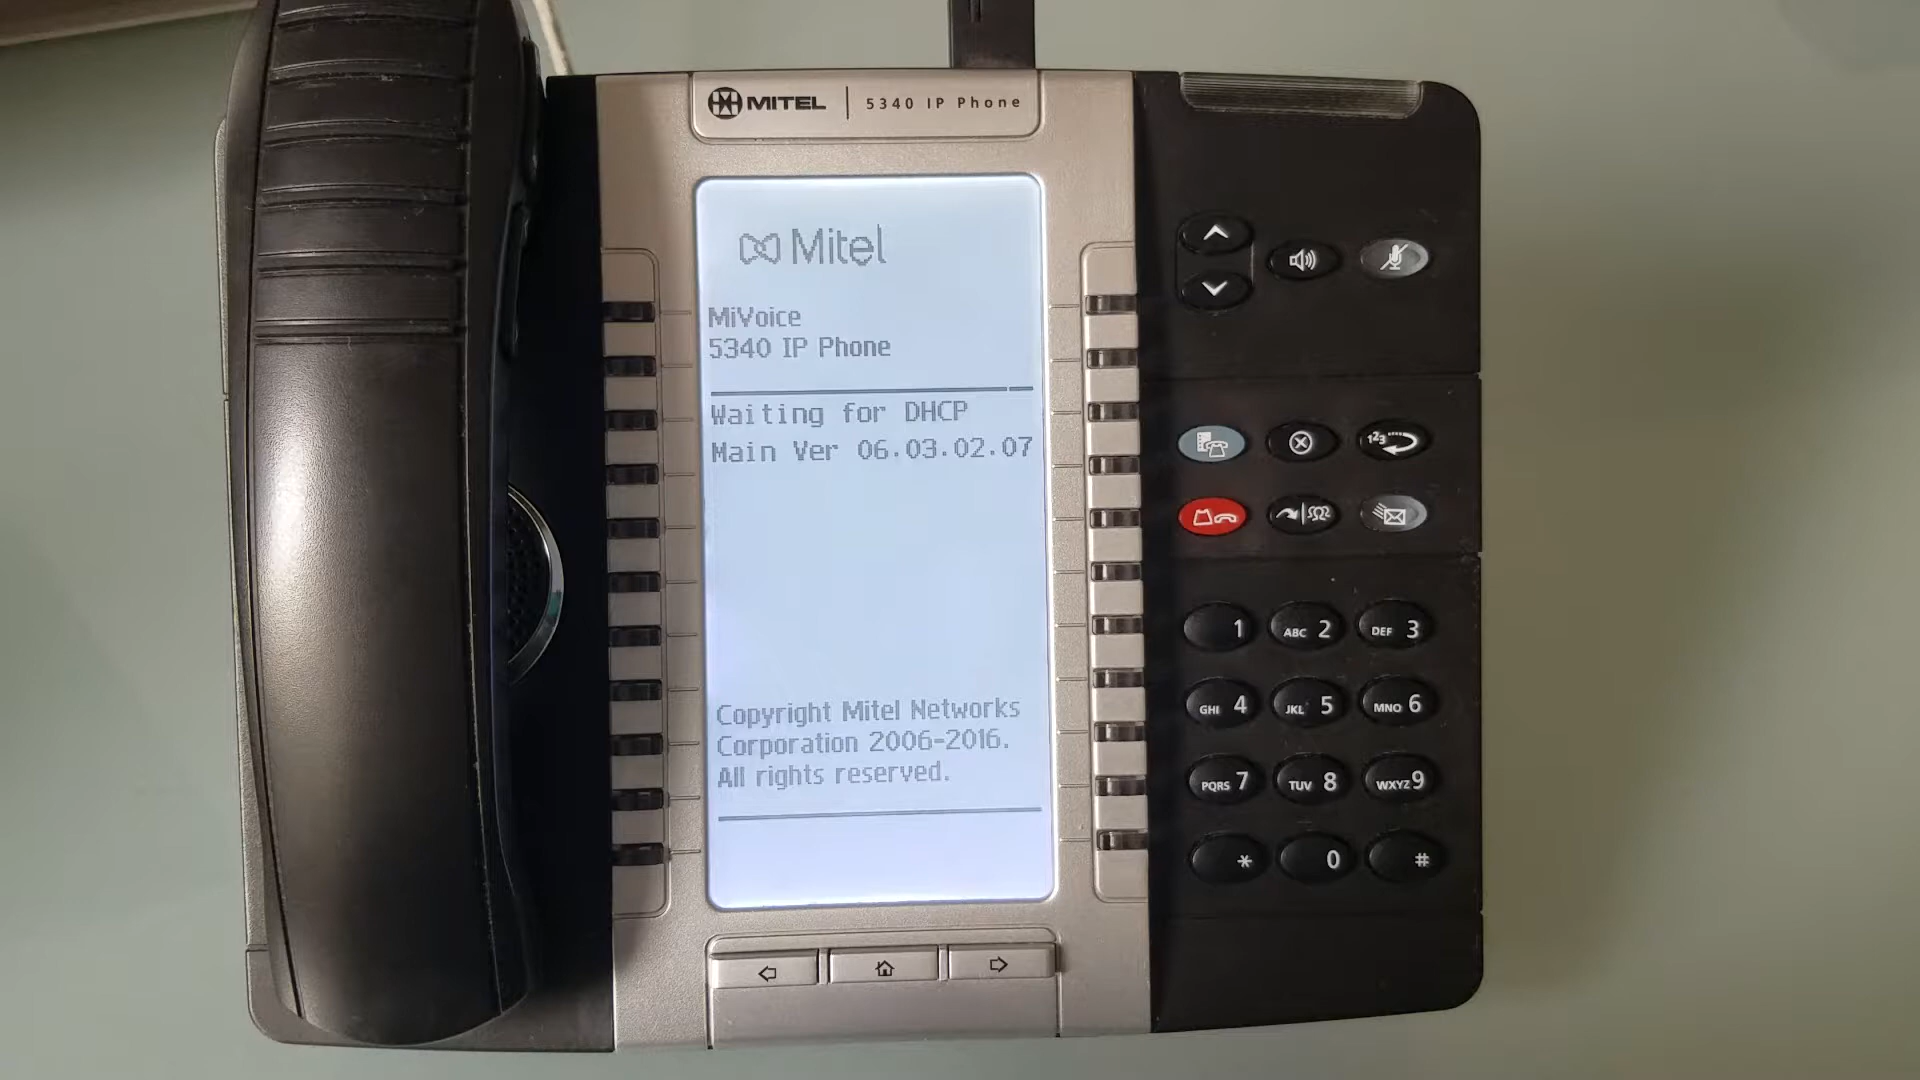 MITEL | 5340 IP Phone
Mitel
MiVoice
5340 IP Phone
Waiting for DHCP
Main Ver 06.03.02.07
Copyright Mitel Networks
Corporation 2006-2016.
All rights reserved.
123
1 ABC 2 DEF 3
GHI 4 JKL 5 MNO 6
PQRS 7 TUV 8 WXYZ 9
* 0 #